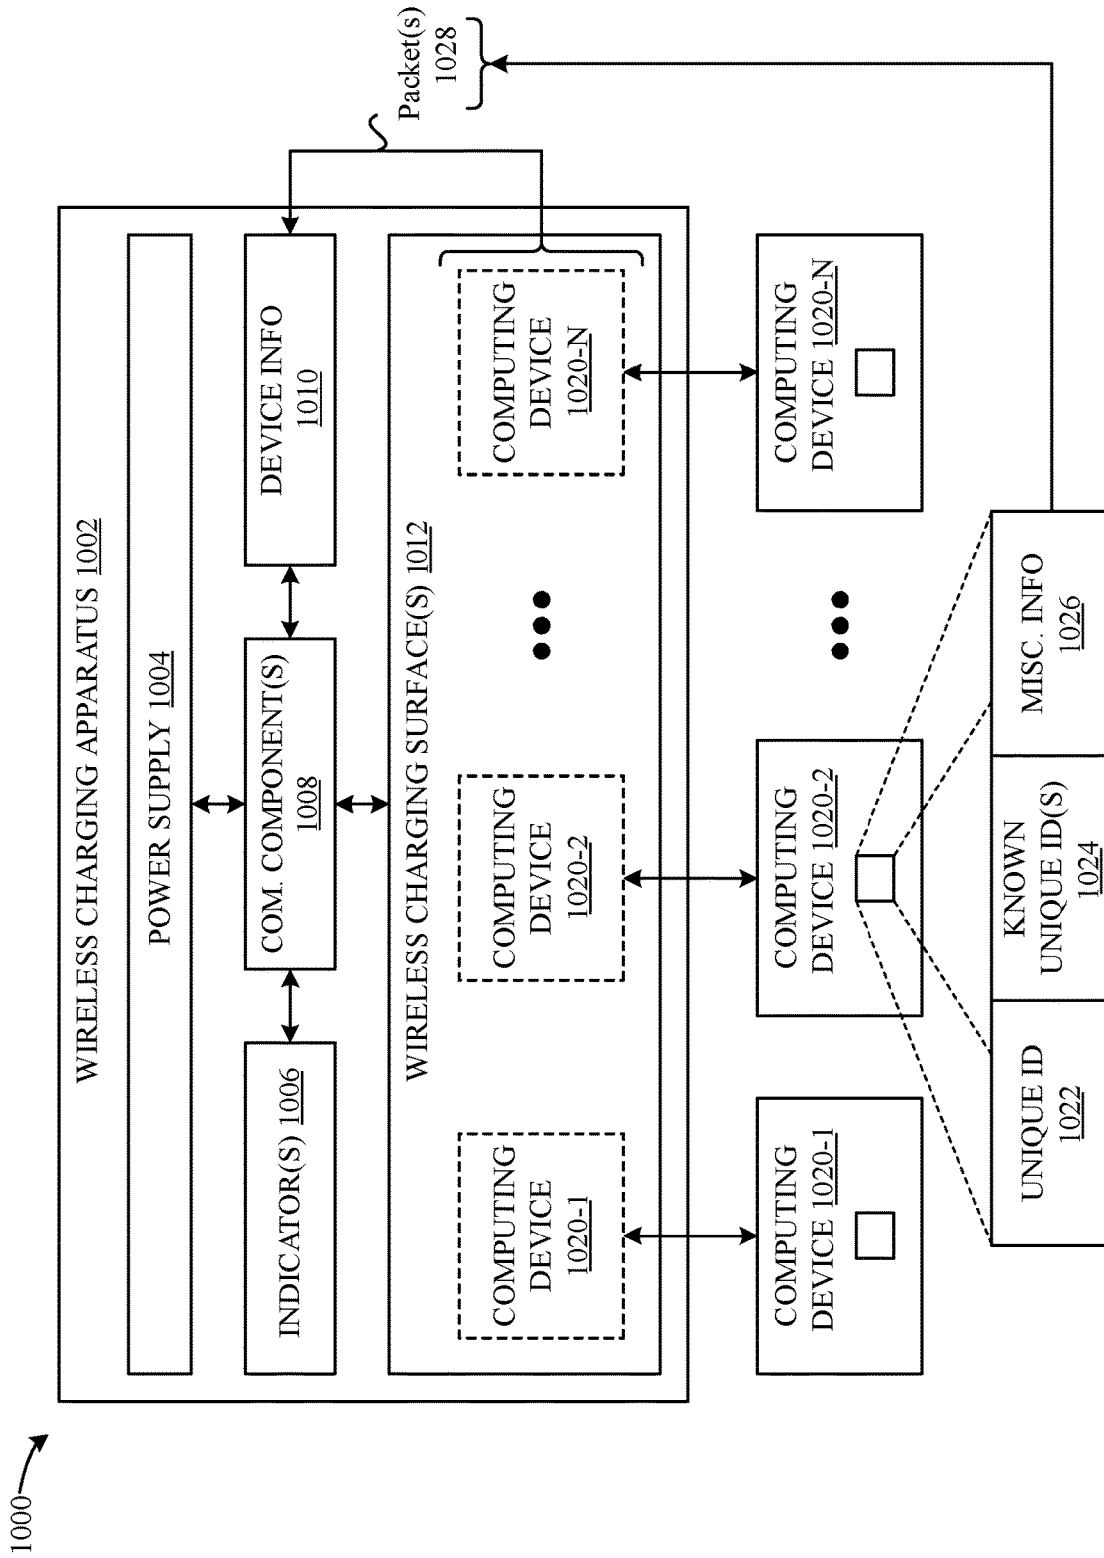 1000
WIRELESS CHARGING APPARATUS 1002
POWER SUPPLY 1004
INDICATOR(S) 1006
COM. COMPONENT(S)
1008
DEVICE INFO
1010
Packet(s)
1028
WIRELESS CHARGING SURFACE(S) 1012
COMPUTING
DEVICE
1020-1
COMPUTING
DEVICE
1020-2
COMPUTING
DEVICE
1020-N
COMPUTING
DEVICE 1020-1
COMPUTING
DEVICE 1020-2
COMPUTING
DEVICE 1020-N
UNIQUE ID
1022
KNOWN
UNIQUE ID(S)
1024
MISC. INFO
1026